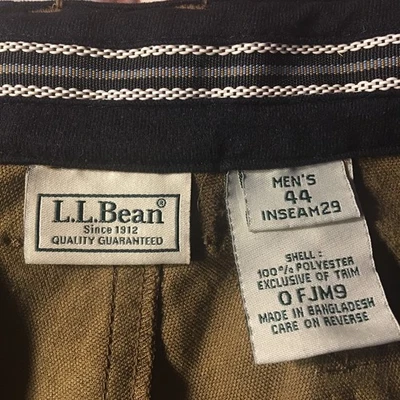 L.L.Bean®
Since 1912
QUALITY GUARANTEED
MEN'S
44
INSEAM29
SHELL:
100% POLYESTER
EXCLUSIVE OF TRIM
0 FJM9
MADE IN BANGLADESH
CARE ON REVERSE